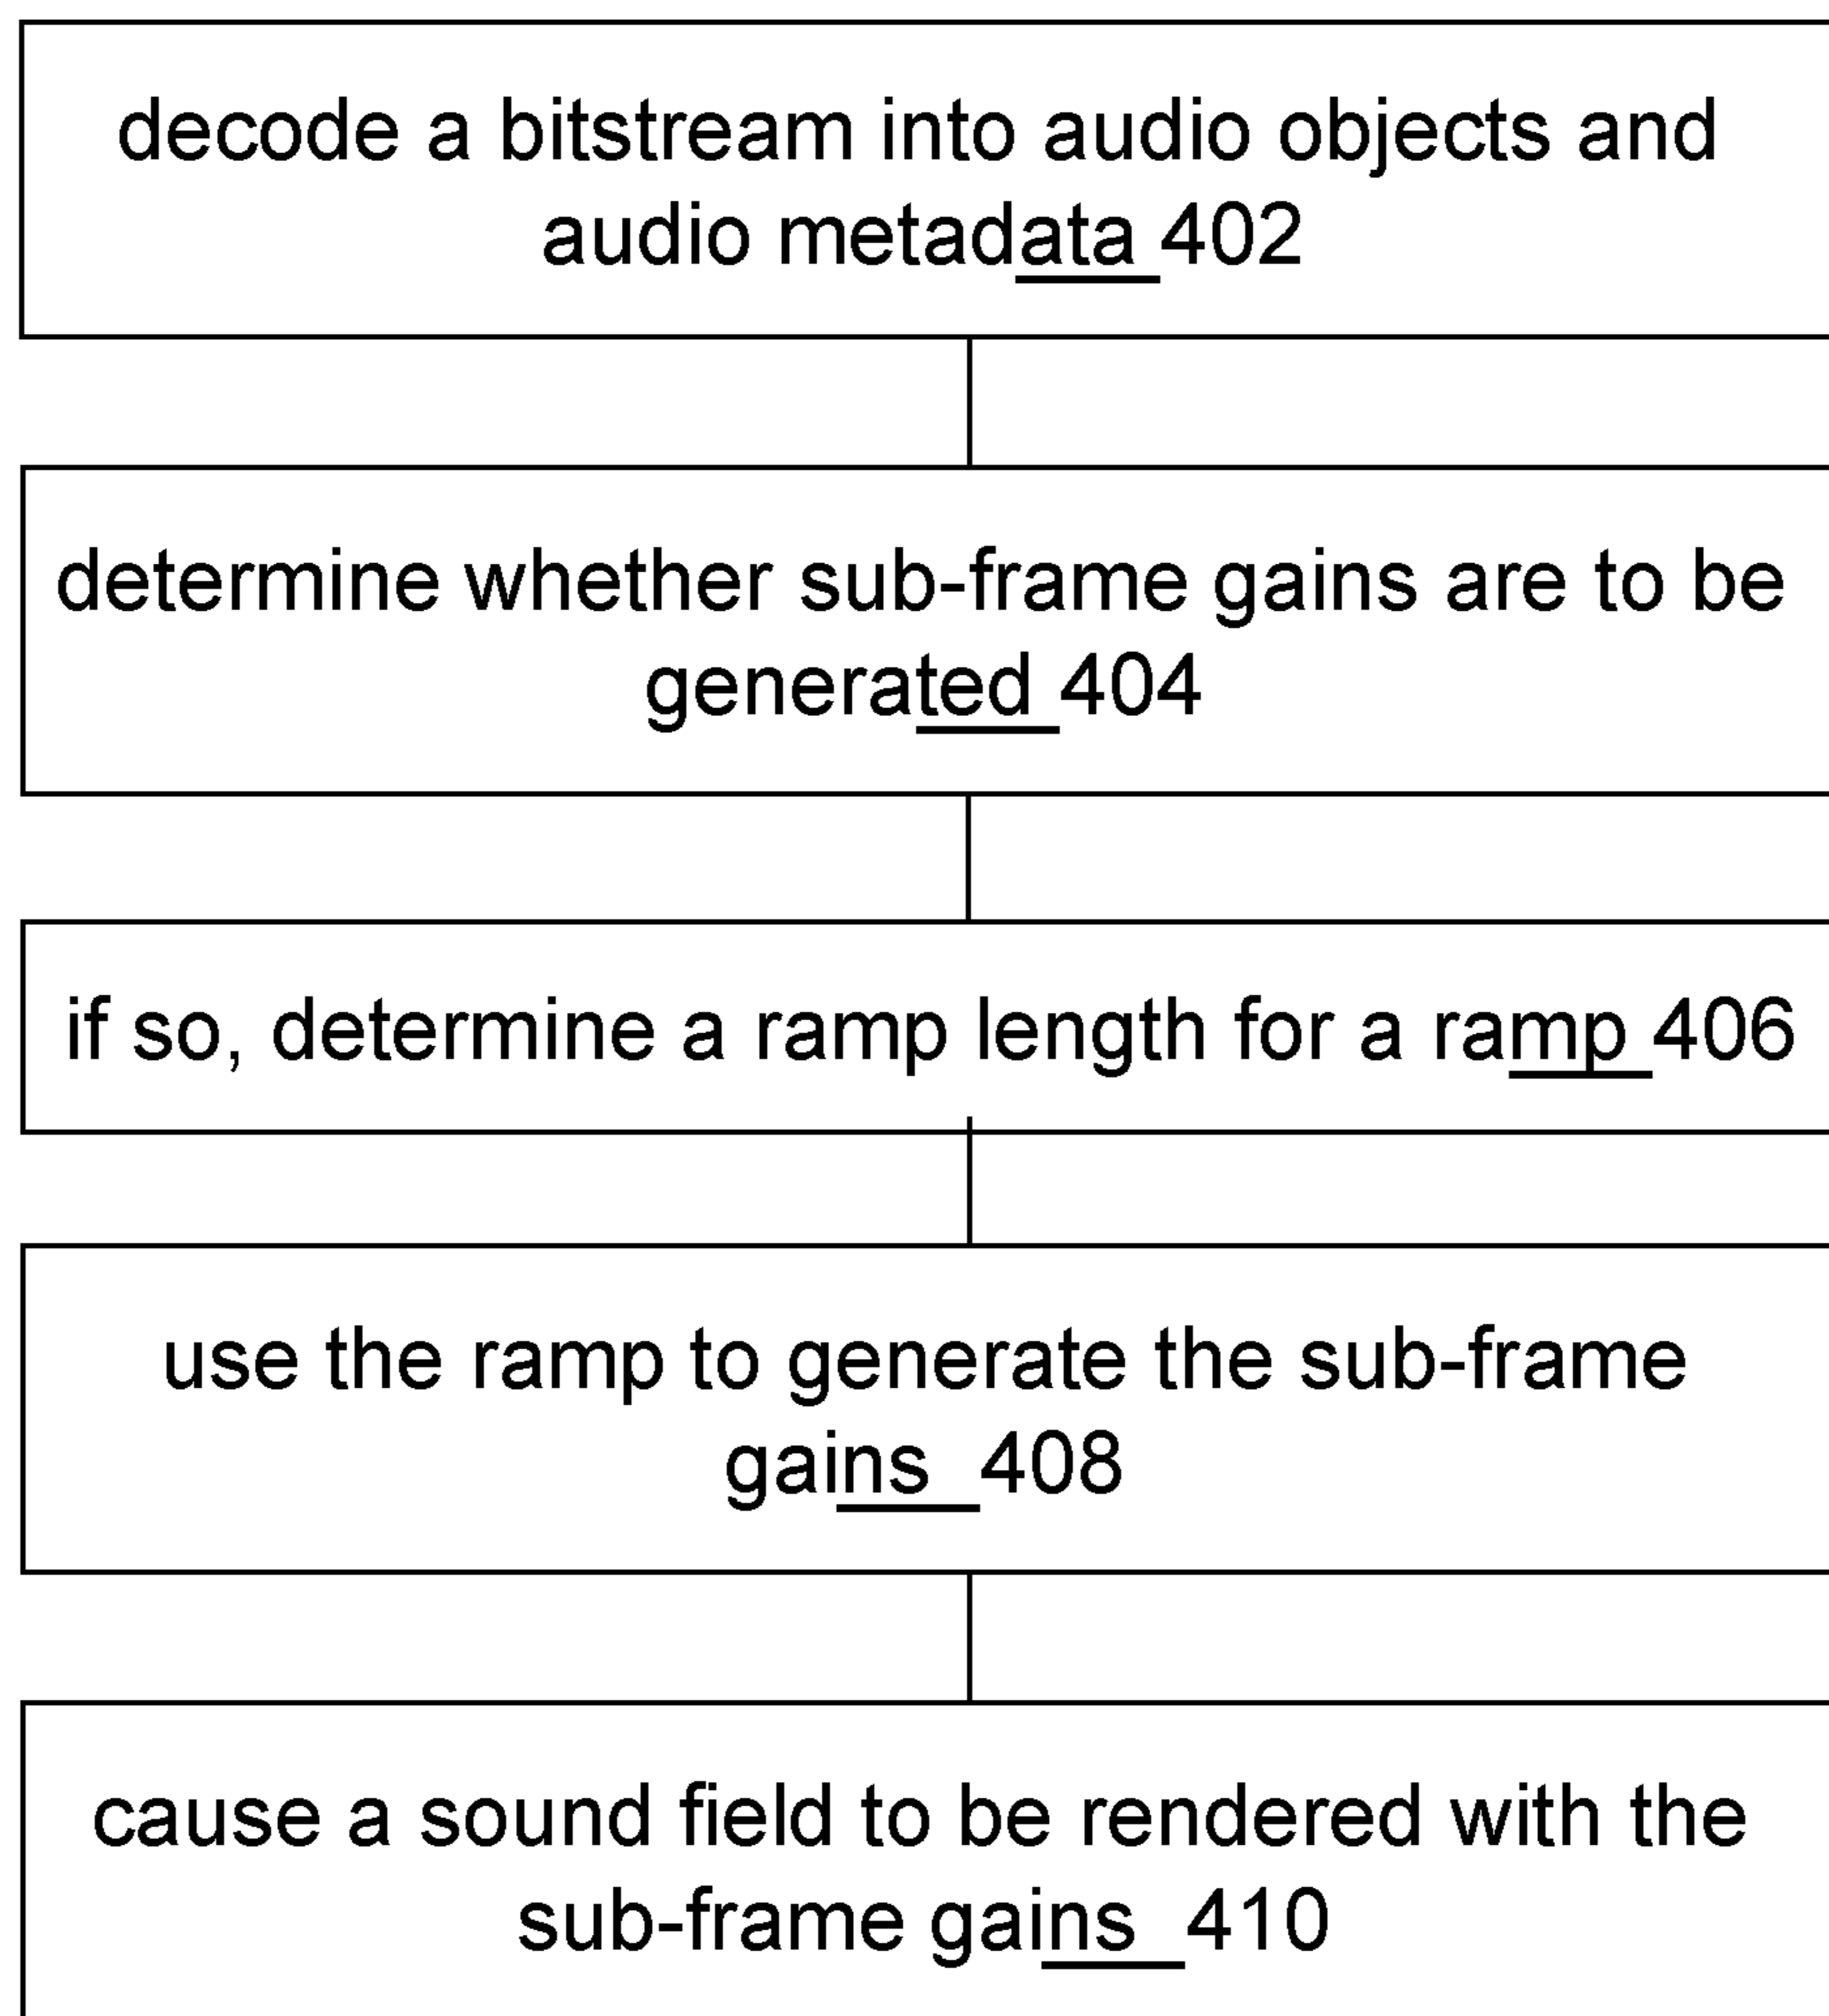 decode a bitstream into audio objects and
audio metadata 402
determine whether sub-frame gains are to be
generated 404
if so, determine a ramp length for a ramp 406
use the ramp to generate the sub-frame
gains 408
cause a sound field to be rendered with the
sub-frame gains 410